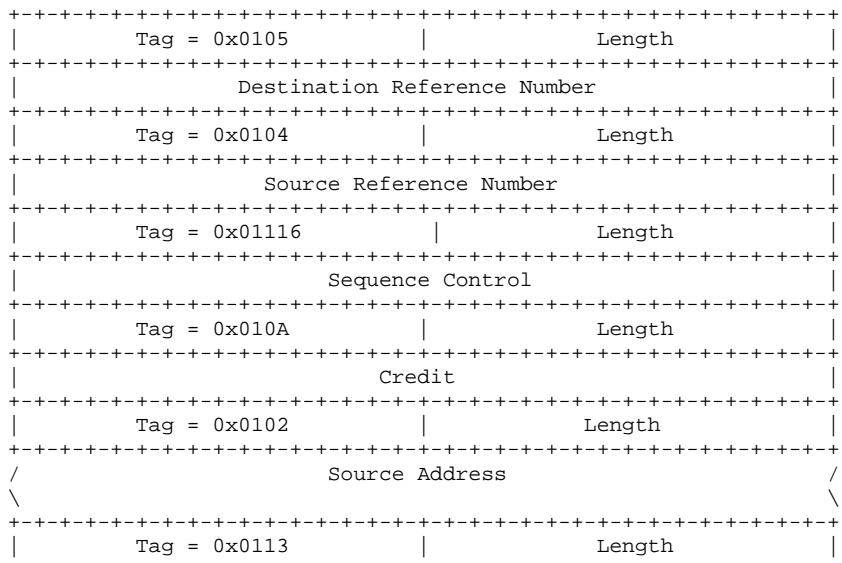 +-+-+-+-+-+-+-+-+-+-+-+-+-+-+-+-+-+-+-+-+-+-+-+-+-+-+-+-+-+-+-+-+
| Tag = 0x0105 | Length |
+-+-+-+-+-+-+-+-+-+-+-+-+-+-+-+-+-+-+-+-+-+-+-+-+-+-+-+-+-+-+-+-+
| Destination Reference Number |
+-+-+-+-+-+-+-+-+-+-+-+-+-+-+-+-+-+-+-+-+-+-+-+-+-+-+-+-+-+-+-+-+
| Tag = 0x0104 | Length |
+-+-+-+-+-+-+-+-+-+-+-+-+-+-+-+-+-+-+-+-+-+-+-+-+-+-+-+-+-+-+-+-+
| Source Reference Number |
+-+-+-+-+-+-+-+-+-+-+-+-+-+-+-+-+-+-+-+-+-+-+-+-+-+-+-+-+-+-+-+-+
| Tag = 0x01116 | Length |
+-+-+-+-+-+-+-+-+-+-+-+-+-+-+-+-+-+-+-+-+-+-+-+-+-+-+-+-+-+-+-+-+
| Sequence Control |
+-+-+-+-+-+-+-+-+-+-+-+-+-+-+-+-+-+-+-+-+-+-+-+-+-+-+-+-+-+-+-+-+
| Tag = 0x010A | Length |
+-+-+-+-+-+-+-+-+-+-+-+-+-+-+-+-+-+-+-+-+-+-+-+-+-+-+-+-+-+-+-+-+
| Credit |
+-+-+-+-+-+-+-+-+-+-+-+-+-+-+-+-+-+-+-+-+-+-+-+-+-+-+-+-+-+-+-+-+
| Tag = 0x0102 | Length |
+-+-+-+-+-+-+-+-+-+-+-+-+-+-+-+-+-+-+-+-+-+-+-+-+-+-+-+-+-+-+-+-+
/ Source Address /
\ \
+-+-+-+-+-+-+-+-+-+-+-+-+-+-+-+-+-+-+-+-+-+-+-+-+-+-+-+-+-+-+-+-+
| Tag = 0x0113 | Length |